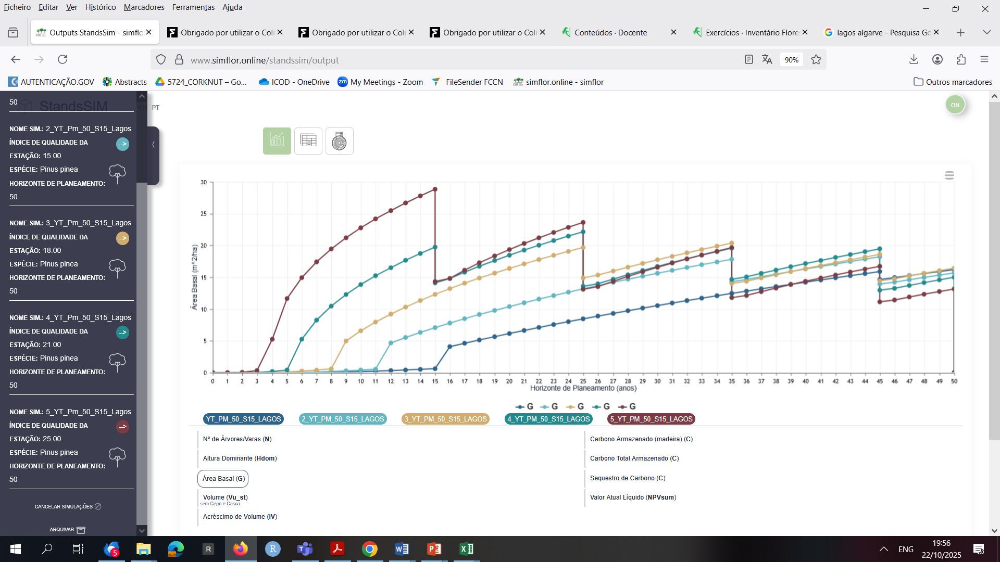 Ficheiro Editar Ver Histórico Marcadores Ferramentas Ajuda
Outputs StandsSim - simflo
Obrigado por utilizar o Coli
Obrigado por utilizar o Coli
Obrigado por utilizar o Coli
Conteúdos · Docente
Exercícios · Inventário Flores
lagos algarve - Pesquisa Go
www.simflor.online/standssim/output
90%
AUTENTICAÇÃO.GOV
Abstracts
5724_CORKNUT – Go...
ICOD - OneDrive
zm My Meetings - Zoom
FileSender FCCN
simflor.online - simflor
Outros marcadores
50
StandsSIM
EN PT
ON
NOME SIM.: 2_YT_Pm_50_S15_Lagos
ÍNDICE DE QUALIDADE DA
-->
ESTAÇÃO: 15.00
ESPÉCIE: Pinus pinea
HORIZONTE DE PLANEAMENTO:
50
NOME SIM.: 3_YT_Pm_50_S15_Lagos
ÍNDICE DE QUALIDADE DA
-->
ESTAÇÃO: 18.00
ESPÉCIE: Pinus pinea
HORIZONTE DE PLANEAMENTO:
50
NOME SIM.: 4_YT_Pm_50_S15_Lagos
ÍNDICE DE QUALIDADE DA
-->
ESTAÇÃO: 21.00
ESPÉCIE: Pinus pinea
HORIZONTE DE PLANEAMENTO:
50
NOME SIM.: 5_YT_Pm_50_S15_Lagos
ÍNDICE DE QUALIDADE DA
-->
ESTAÇÃO: 25.00
ESPÉCIE: Pinus pinea
HORIZONTE DE PLANEAMENTO:
50
CANCELAR SIMULAÇÕES
ARQUIVAR
30
25
20
15
10
5
0
Área Basal (m^2/ha)
0 1 2 3 4 5 6 7 8 9 10 11 12 13 14 15 16 17 18 19 20 21 22 23 24 25 26 27 28 29 30 31 32 33 34 35 36 37 38 39 40 41 42 43 44 45 46 47 48 49 50
Horizonte de Planeamento (anos)
G G G G G
YT_PM_50_S15_LAGOS 2_YT_PM_50_S15_LAGOS 3_YT_PM_50_S15_LAGOS 4_YT_PM_50_S15_LAGOS 5_YT_PM_50_S15_LAGOS
Nº de Árvores/Varas (N)
Altura Dominante (Hdom)
Área Basal (G)
Volume (Vu_st)
sem Cepo e Casca
Acréscimo de Volume (iV)
Carbono Armazenado (madeira) (C)
Carbono Total Armazenado (C)
Sequestro de Carbono (C)
Valor Atual Líquido (NPVsum)
5
R
R
ENG
19:56
22/10/2025